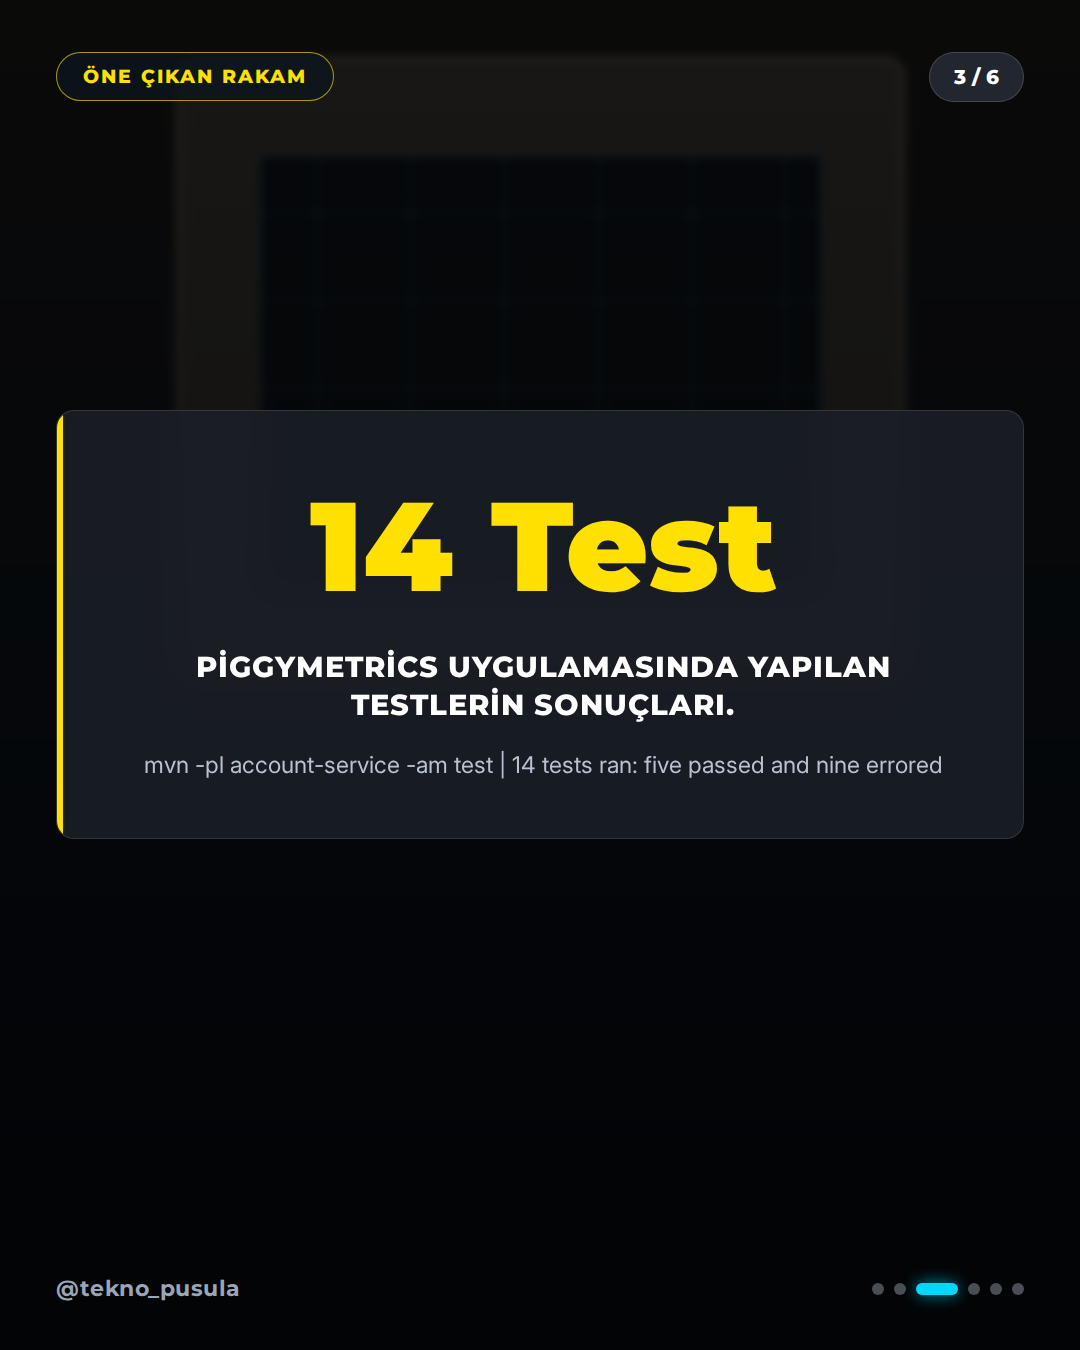 ÖNE ÇIKAN RAKAM
3 / 6
14 Test
PİGGYMETRİCS UYGULAMASINDA YAPILAN
TESTLERİN SONUÇLARI.
mvn -pl account-service -am test | 14 tests ran: five passed and nine errored
@tekno_pusula